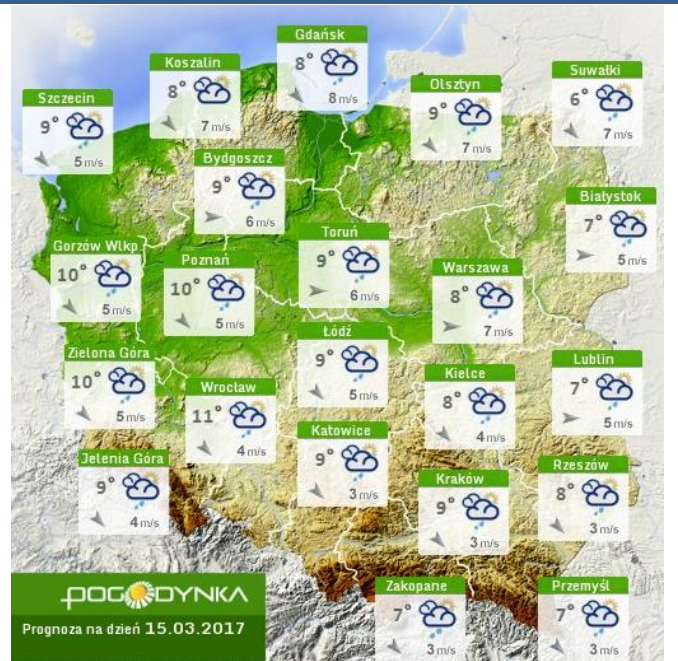 Gdańsk
8°
8 m/s
Koszalin
8°
7 m/s
Suwałki
6°
7 m/s
Olsztyn
9°
7 m/s
Szczecin
9°
5 m/s
Bydgoszcz
9°
6 m/s
Białystok
7°
5 m/s
Toruń
9°
6 m/s
Gorzów Wlkp
10°
5 m/s
Poznań
10°
5 m/s
Warszawa
8°
7 m/s
Łódź
9°
5 m/s
Zielona Góra
10°
5 m/s
Lublin
7°
5 m/s
Kielce
8°
4 m/s
Wrocław
11°
4 m/s
Katowice
9°
3 m/s
Jelenia Góra
9°
4 m/s
Rzeszów
8°
3 m/s
Kraków
9°
3 m/s
Zakopane
7°
3 m/s
Przemyśl
7°
3 m/s
POGODYNKA
Prognoza na dzień 15.03.2017